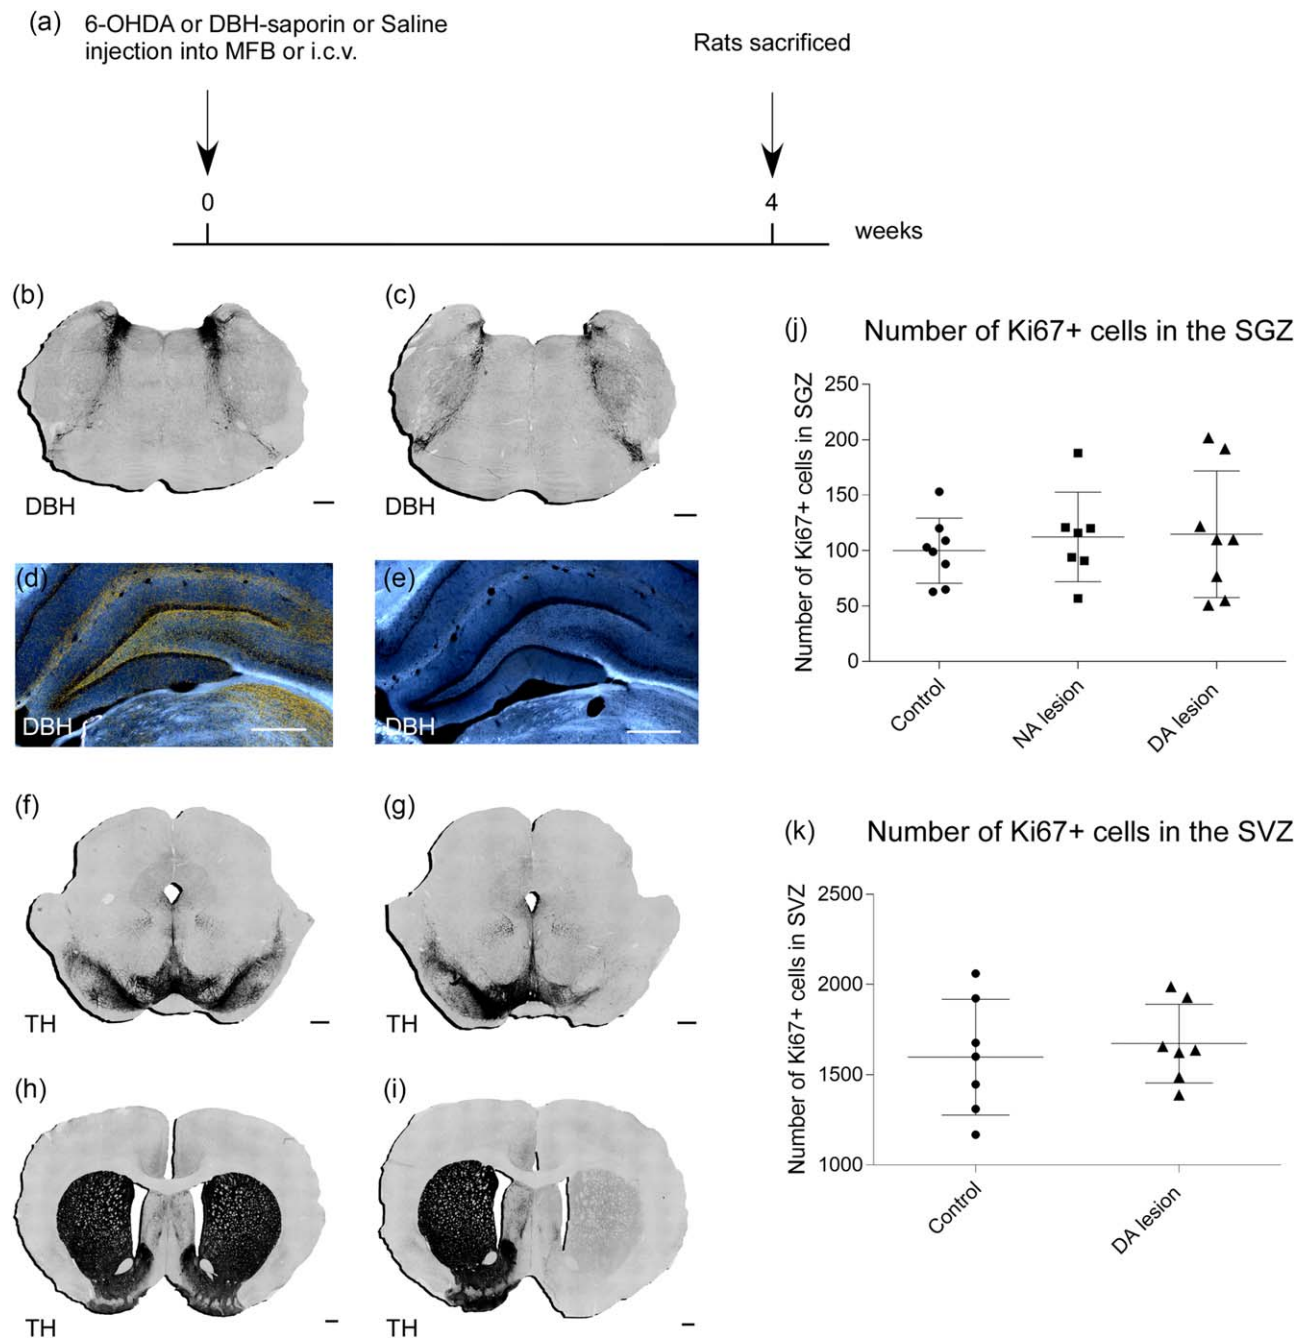 (a) 6-OHDA or DBH-saporin or Saline
injection into MFB or i.c.v.
Rats sacrificed
0
4
weeks
(b)
DBH
(c)
DBH
(d)
DBH
(e)
DBH
(f)
TH
(g)
TH
(h)
TH
(i)
TH
(j) Number of Ki67+ cells in the SGZ
Number of Ki67+ cells in SGZ
250
200
150
100
50
0
Control
NA lesion
DA lesion
(k) Number of Ki67+ cells in the SVZ
Number of Ki67+ cells in SVZ
2500
2000
1500
1000
Control
DA lesion